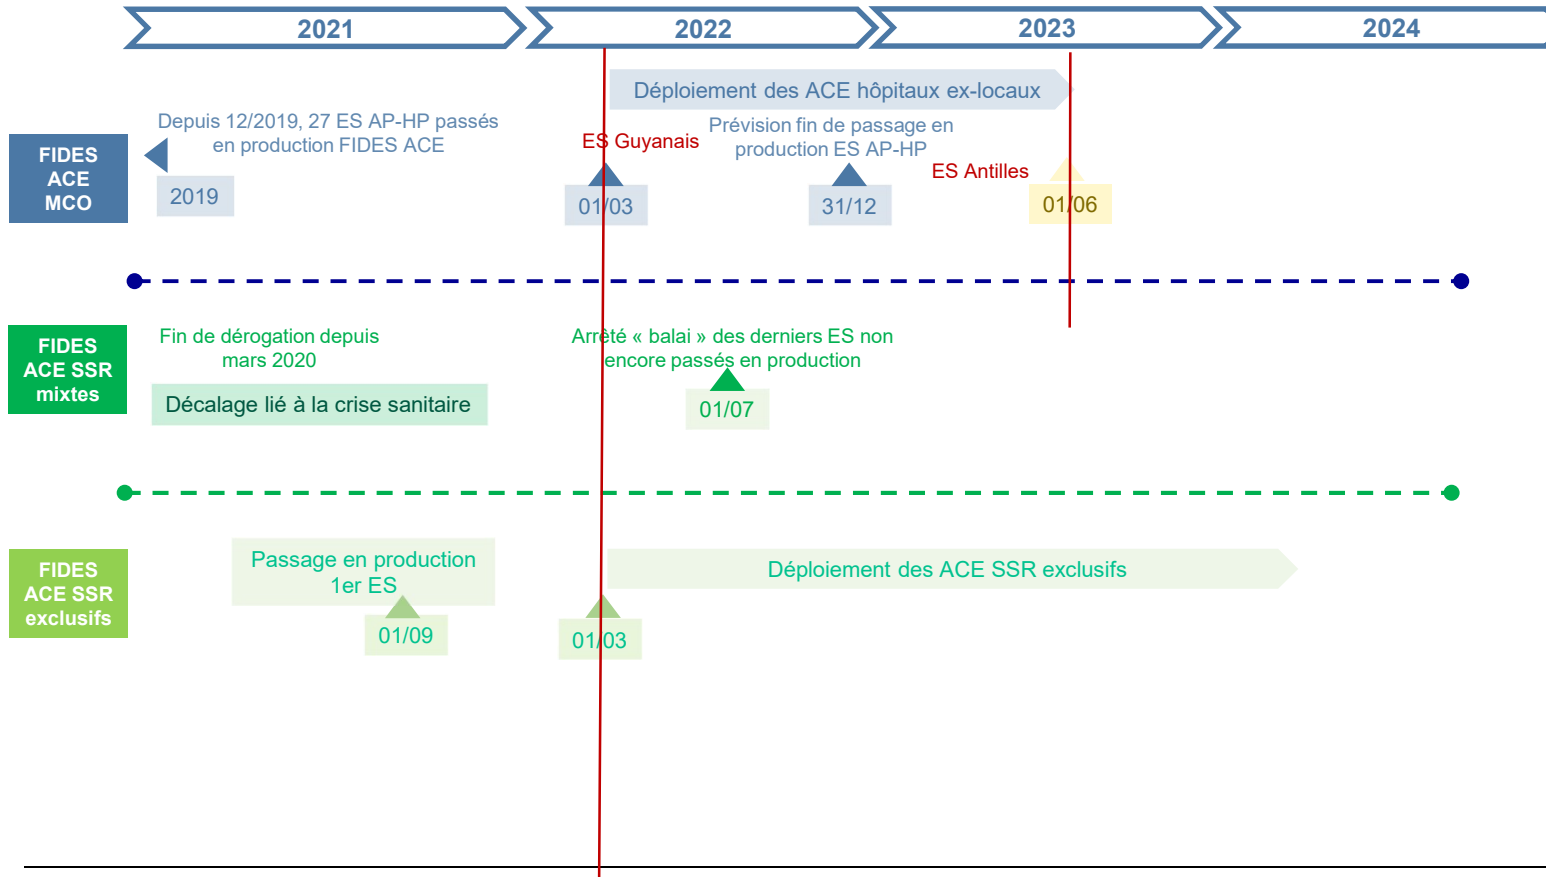 2021
2022
2023
2024
Déploiement des ACE hôpitaux ex-locaux
FIDES
ACE
MCO
Depuis 12/2019, 27 ES AP-HP passés
en production FIDES ACE
2019
ES Guyanais
01/03
Prévision fin de passage en
production ES AP-HP
31/12
ES Antilles
01/06
FIDES
ACE SSR
mixtes
Fin de dérogation depuis
mars 2020
Décalage lié à la crise sanitaire
Arrêté « balai » des derniers ES non
encore passés en production
01/07
FIDES
ACE SSR
exclusifs
Passage en production
1er ES
01/09
01/03
Déploiement des ACE SSR exclusifs